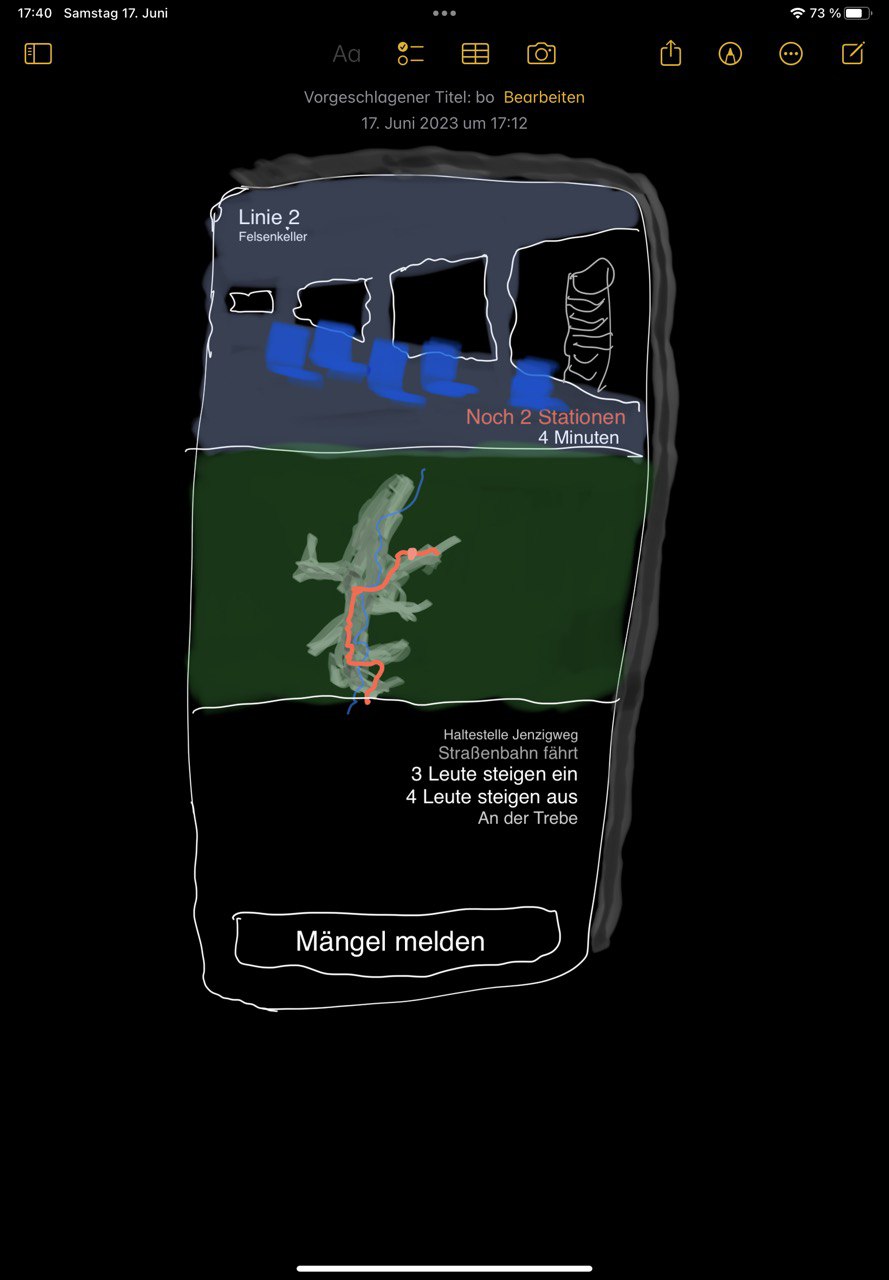 17:40 Samstag 17. Juni
73 %
Aa
Vorgeschlagener Titel: bo Bearbeiten
17. Juni 2023 um 17:12
Linie 2
Felsenkeller
Noch 2 Stationen
4 Minuten
Haltestelle Jenzigweg
Straßenbahn fährt
3 Leute steigen ein
4 Leute steigen aus
An der Trebe
Mängel melden